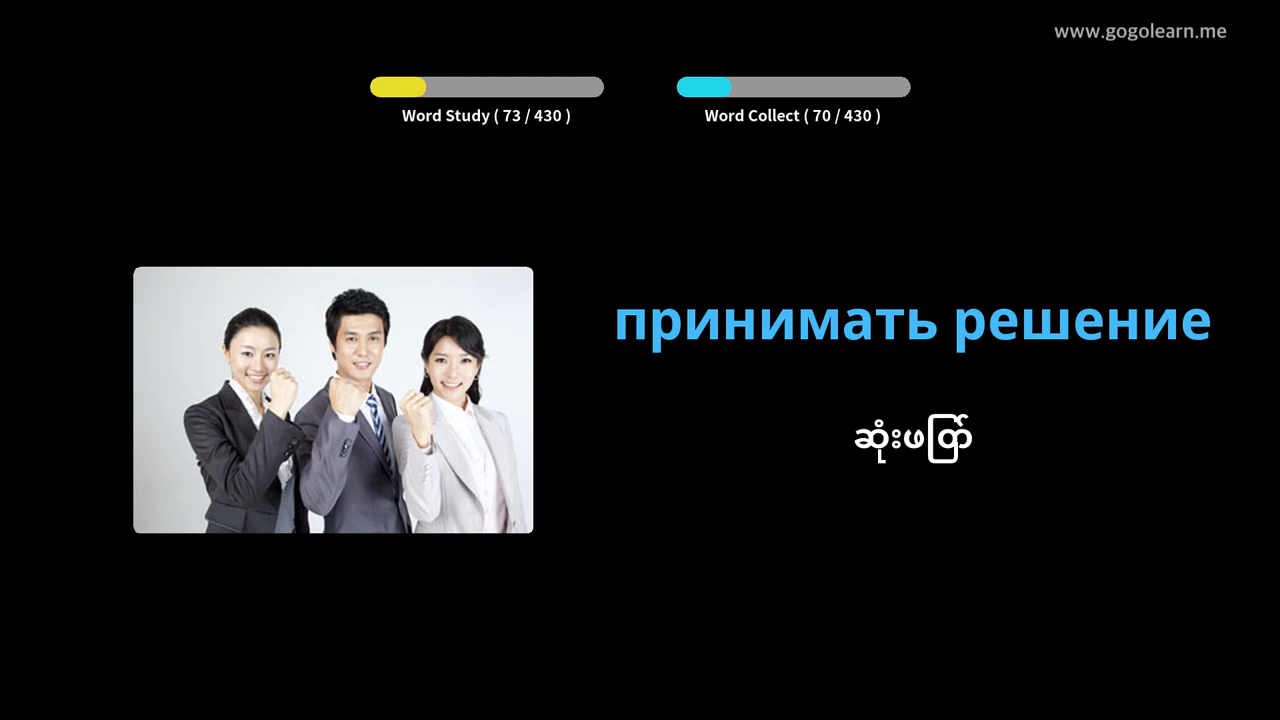 www.gogolearn.me
Word Study ( 73 / 430 )
Word Collect ( 70 / 430 )
принимать решение
ဆုံးဖြတ်